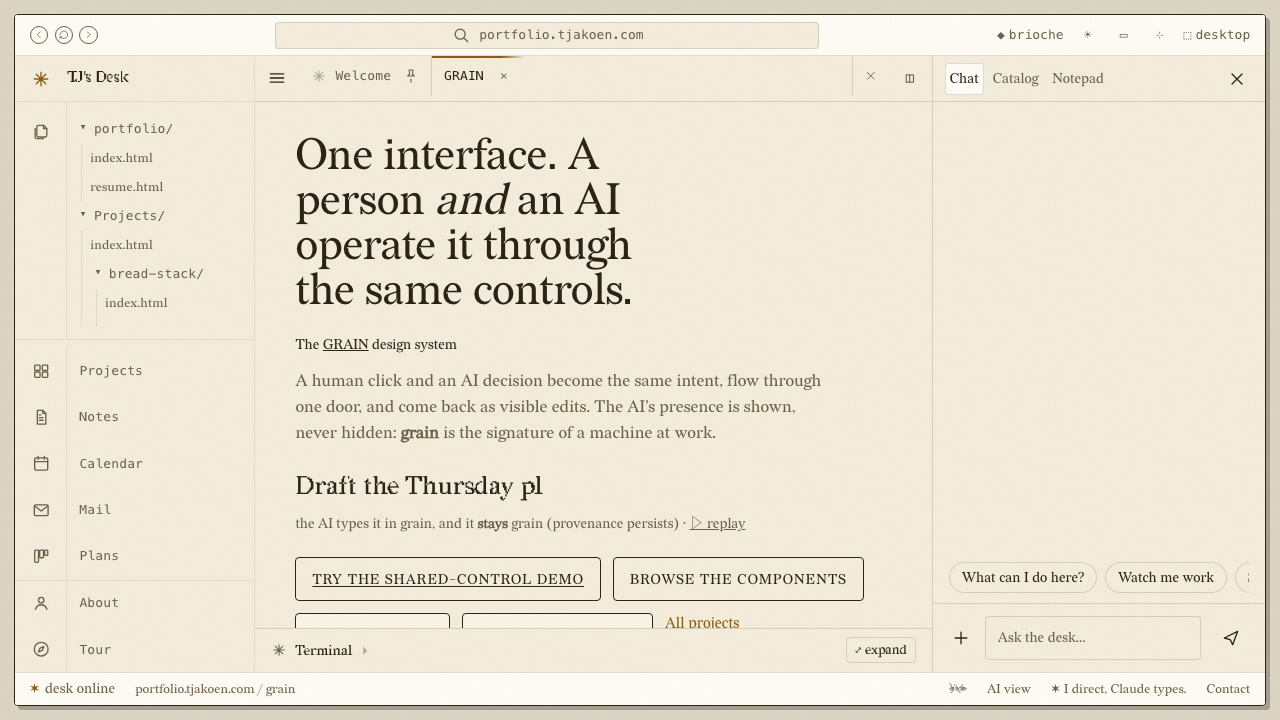 portfolio.tjakoen.com
brioche
desktop
TJ's Desk
Welcome
GRAIN
Chat
Catalog
Notepad
portfolio/
index.html
resume.html
Projects/
index.html
bread-stack/
index.html
Projects
Notes
Calendar
Mail
Plans
About
Tour
One interface. A
person and an AI
operate it through
the same controls.
The GRAIN design system
A human click and an AI decision become the same intent, flow through
one door, and come back as visible edits. The AI's presence is shown,
never hidden: grain is the signature of a machine at work.
Draft the Thursday pl
the AI types it in grain, and it stays grain (provenance persists) · ▷ replay
TRY THE SHARED-CONTROL DEMO
BROWSE THE COMPONENTS
All projects
Terminal
expand
What can I do here?
Watch me work
Ask the desk...
desk online
portfolio.tjakoen.com / grain
AI view
I direct, Claude types.
Contact